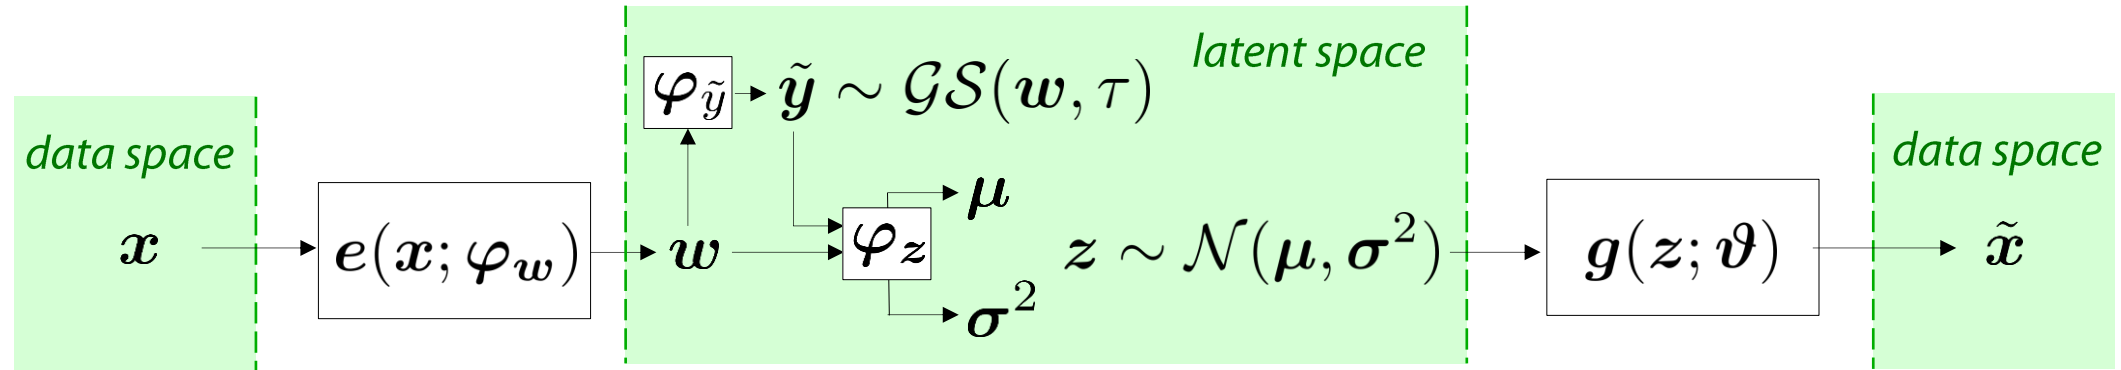 data space
x
e(x; φ_w)
latent space
φ_ỹ
ỹ ∼ 𝒢𝒮(w, τ)
w
φ_z
μ
σ²
z ∼ 𝒩(μ, σ²)
g(z; ϑ)
data space
x̃